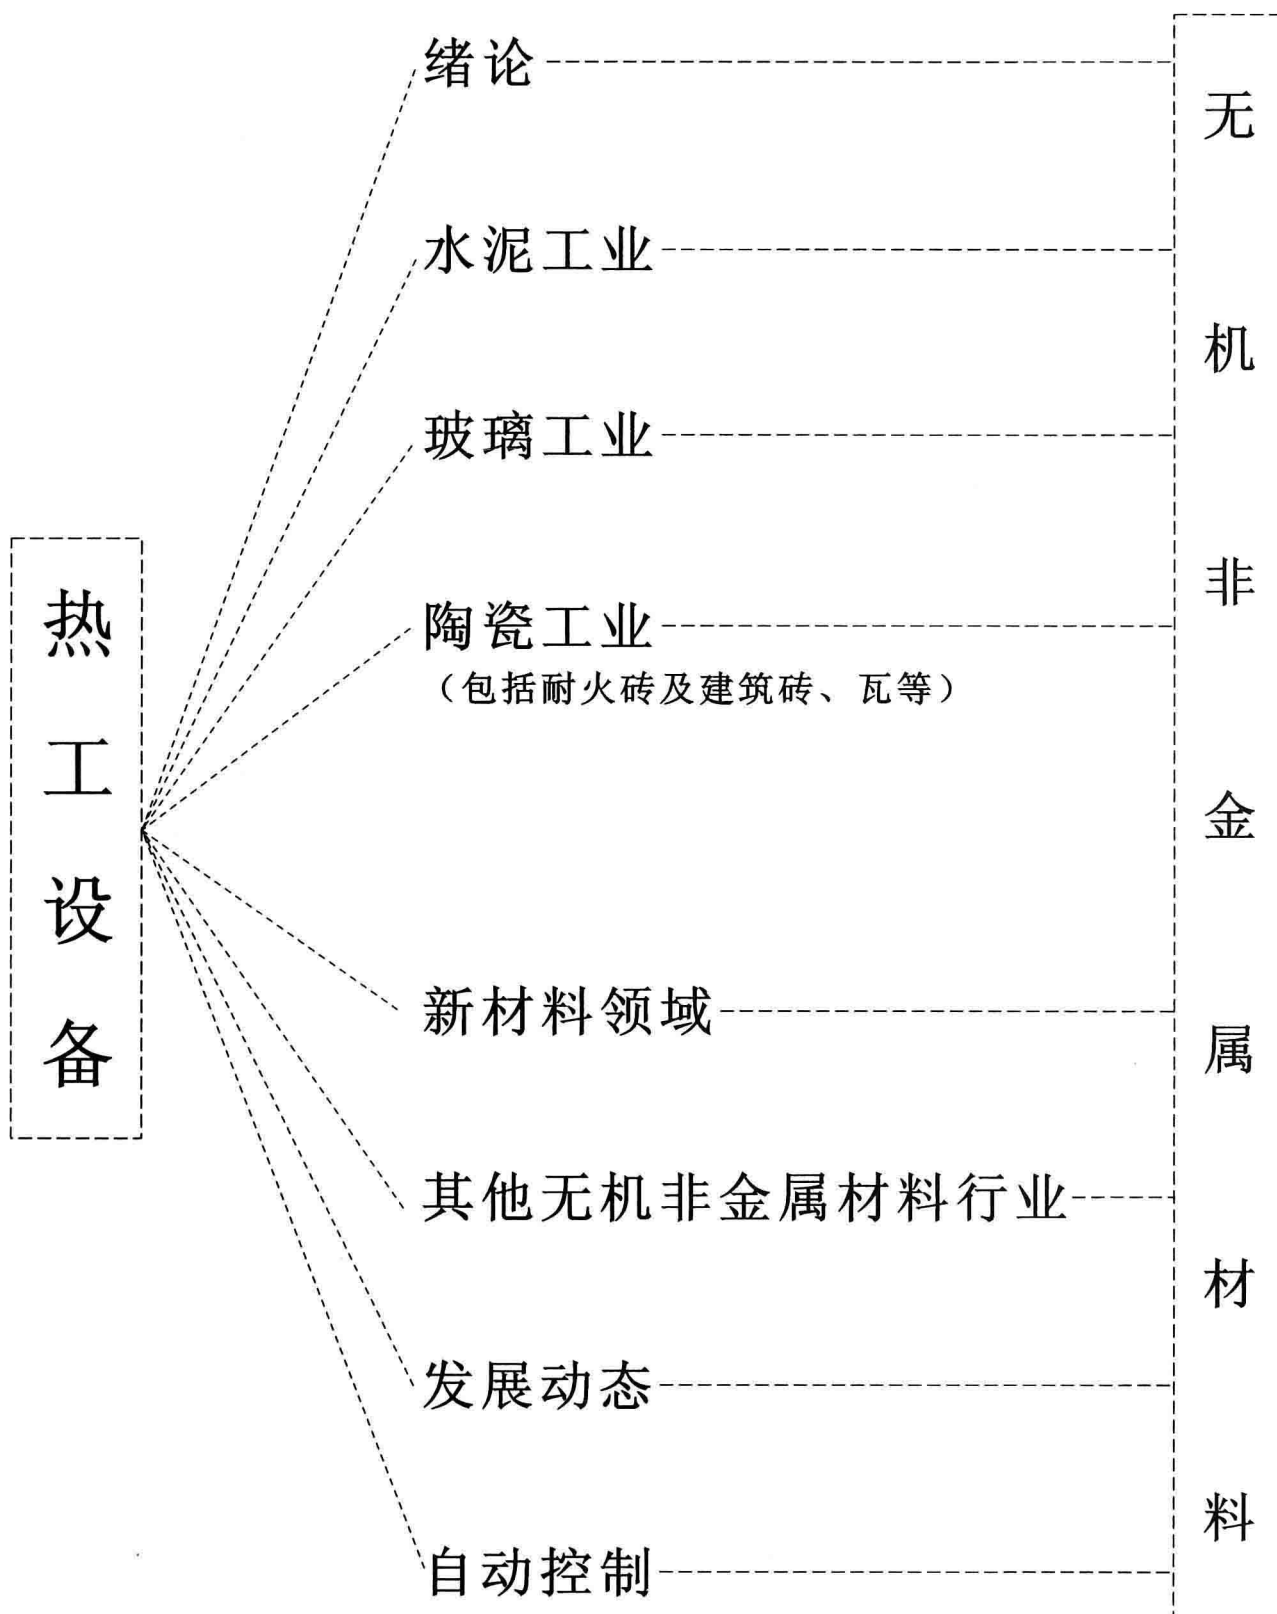 热工设备
绪论
水泥工业
玻璃工业
陶瓷工业
（包括耐火砖及建筑砖、瓦等）
新材料领域
其他无机非金属材料行业
发展动态
自动控制
无机非金属材料